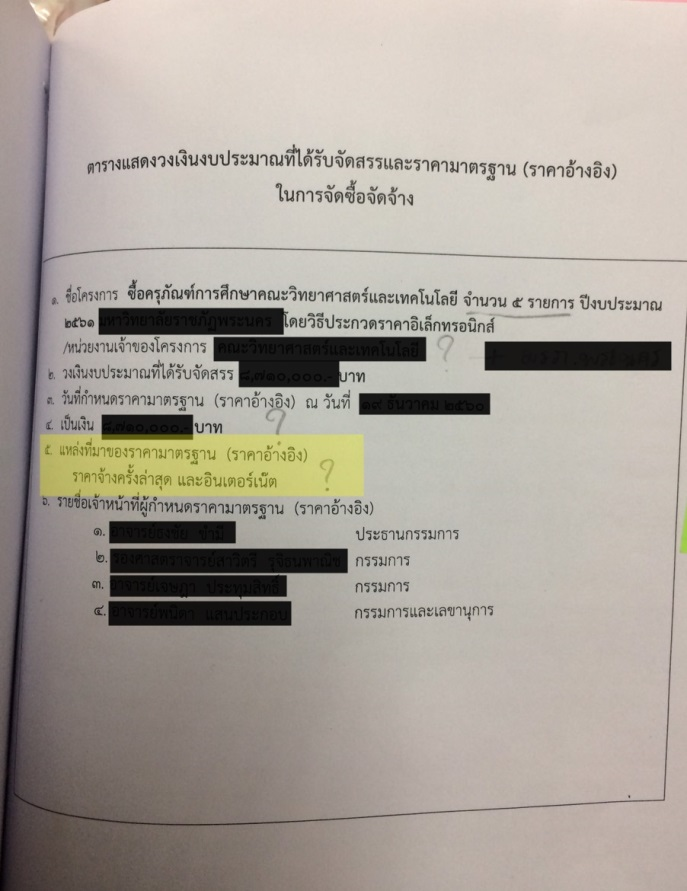 ตารางแสดงวงเงินงบประมาณที่ได้รับจัดสรรและราคามาตรฐาน (ราคาอ้างอิง)
ในการจัดซื้อจัดจ้าง
๑. ชื่อโครงการ ซื้อครุภัณฑ์การศึกษาคณะวิทยาศาสตร์และเทคโนโลยี จำนวน ๕ รายการ ปีงบประมาณ
๒๕๖๑ โดยวิธีประกวดราคาอิเล็กทรอนิกส์
/หน่วยงานเจ้าของโครงการ ?
๒. วงเงินงบประมาณที่ได้รับจัดสรร บาท
๓. วันที่กำหนดราคามาตรฐาน (ราคาอ้างอิง) ณ วันที่
๔. เป็นเงิน บาท ?
๕. แหล่งที่มาของราคามาตรฐาน (ราคาอ้างอิง)
ราคาจ้างครั้งล่าสุด และอินเตอร์เน๊ต ?
๖. รายชื่อเจ้าหน้าที่ผู้กำหนดราคามาตรฐาน (ราคาอ้างอิง)
๑. ประธานกรรมการ
๒. กรรมการ
๓. กรรมการ
๔. กรรมการและเลขานุการ